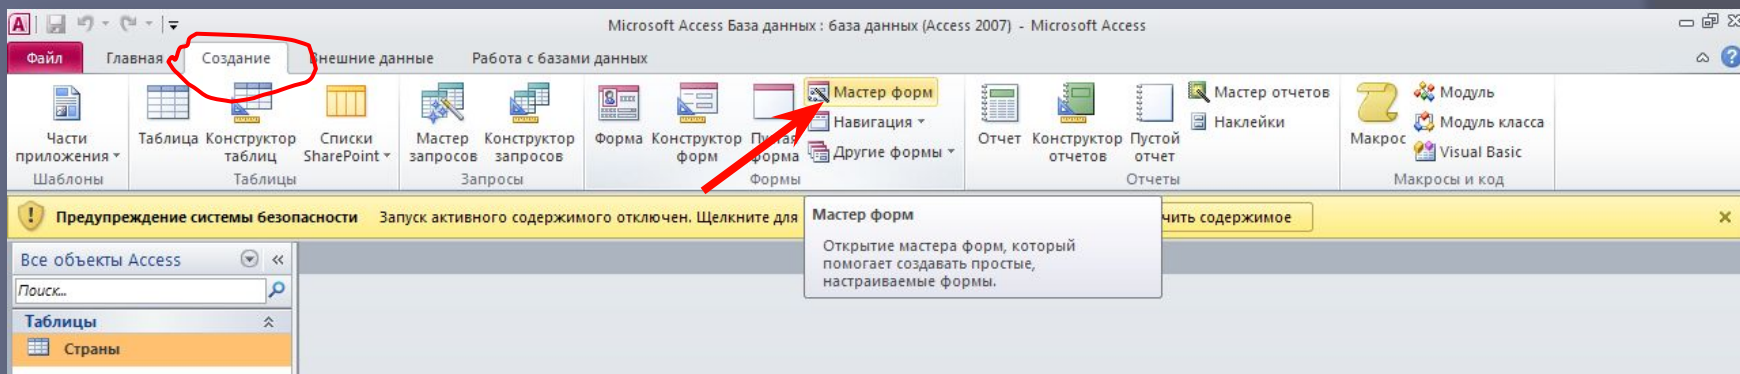 Microsoft Access База данных : база данных (Access 2007) - Microsoft Access
Файл Главная Создание Внешние данные Работа с базами данных
Части приложения
Шаблоны
Таблица
Конструктор таблиц
Списки SharePoint
Таблицы
Мастер запросов
Конструктор запросов
Запросы
Форма
Конструктор форм
Пустая форма
Мастер форм
Навигация
Другие формы
Формы
Отчет
Конструктор отчетов
Пустой отчет
Мастер отчетов
Наклейки
Отчеты
Макрос
Модуль
Модуль класса
Visual Basic
Макросы и код
Предупреждение системы безопасности Запуск активного содержимого отключен. Щелкните для
чить содержимое
Мастер форм
Открытие мастера форм, который
помогает создавать простые,
настраиваемые формы.
Все объекты Access
Поиск...
Таблицы
Страны